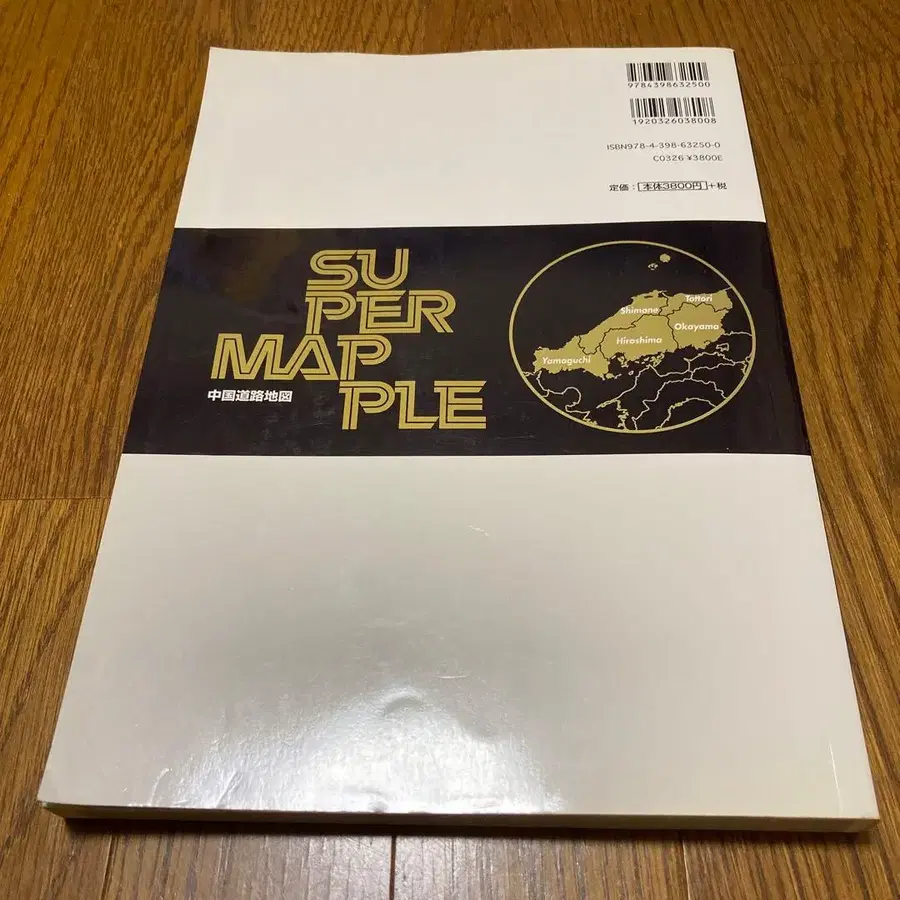 9784398632500
1920326038008
ISBN978-4-398-63250-0
C0326 ¥3800E
定価：本体3800円+税
SU
PER
MAP
PLE
中国道路地図
Tottori
Shimane
Okayama
Hiroshima
Yamaguchi